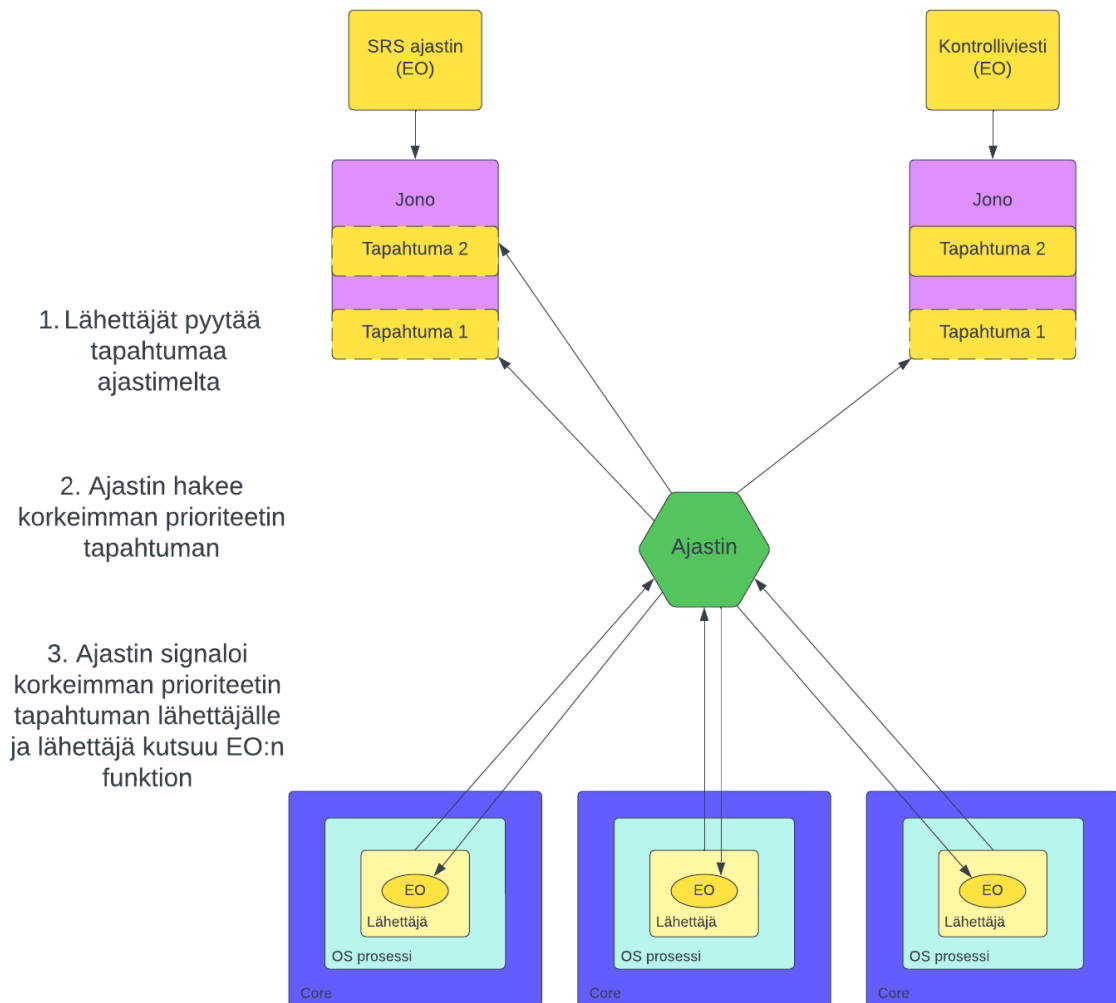 SRS ajastin
(EO)
Kontrolliviesti
(EO)
Jono
Tapahtuma 2
Tapahtuma 1
Jono
Tapahtuma 2
Tapahtuma 1
1. Lähettäjät pyytää
tapahtumaa
ajastimelta
2. Ajastin hakee
korkeimman prioriteetin
tapahtuman
Ajastin
3. Ajastin signaloi
korkeimman prioriteetin
tapahtuman lähettäjälle
ja lähettäjä kutsuu EO:n
funktion
EO
Lähettäjä
OS prosessi
Core
EO
Lähettäjä
OS prosessi
Core
EO
Lähettäjä
OS prosessi
Core